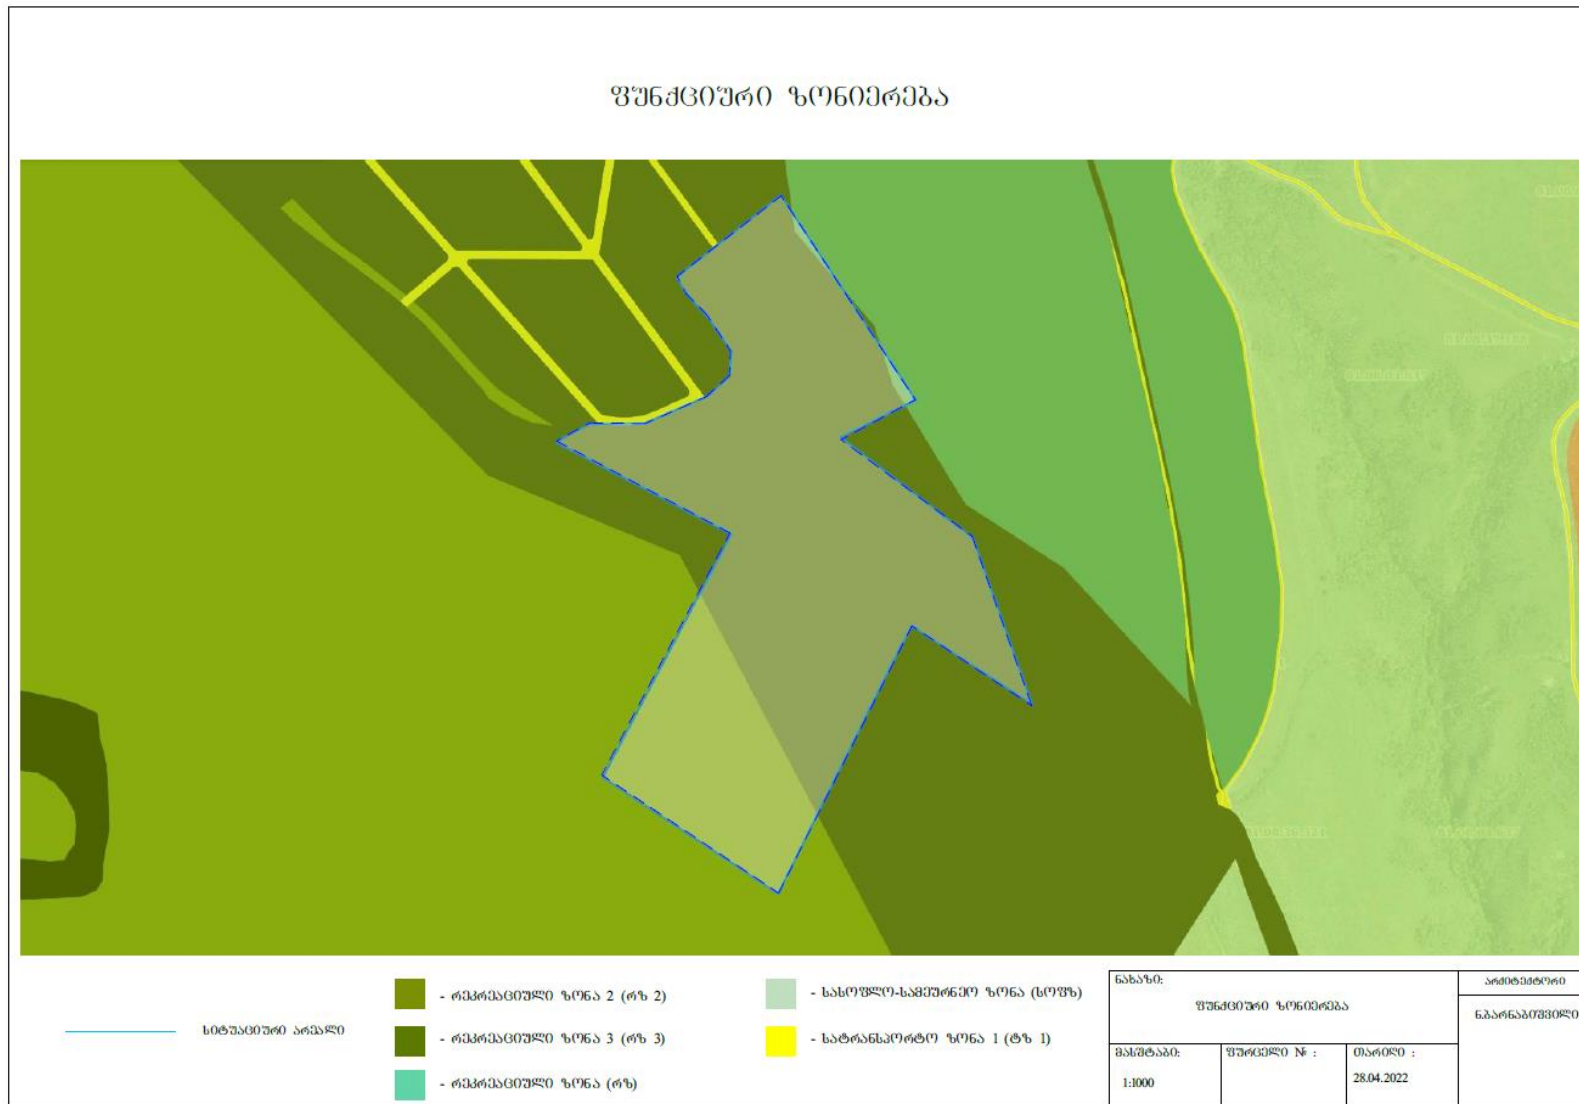 ფუნქციური ზონირება
სიტუაციური არეალი
- რეკრეაციული ზონა 2 (რზ 2)
- რეკრეაციული ზონა 3 (რზ 3)
- რეკრეაციული ზონა (რზ)
- სასოფლო-სამეურნეო ზონა (სოფზ)
- სატრანსპორტო ზონა 1 (ტზ 1)
ნახაზი:
ფუნქციური ზონირება
მასშტაბი:
1:1000
ფურცელი № :
თარიღი :
28.04.2022
არქიტექტორი
ნ.ბარნაბიშვილი